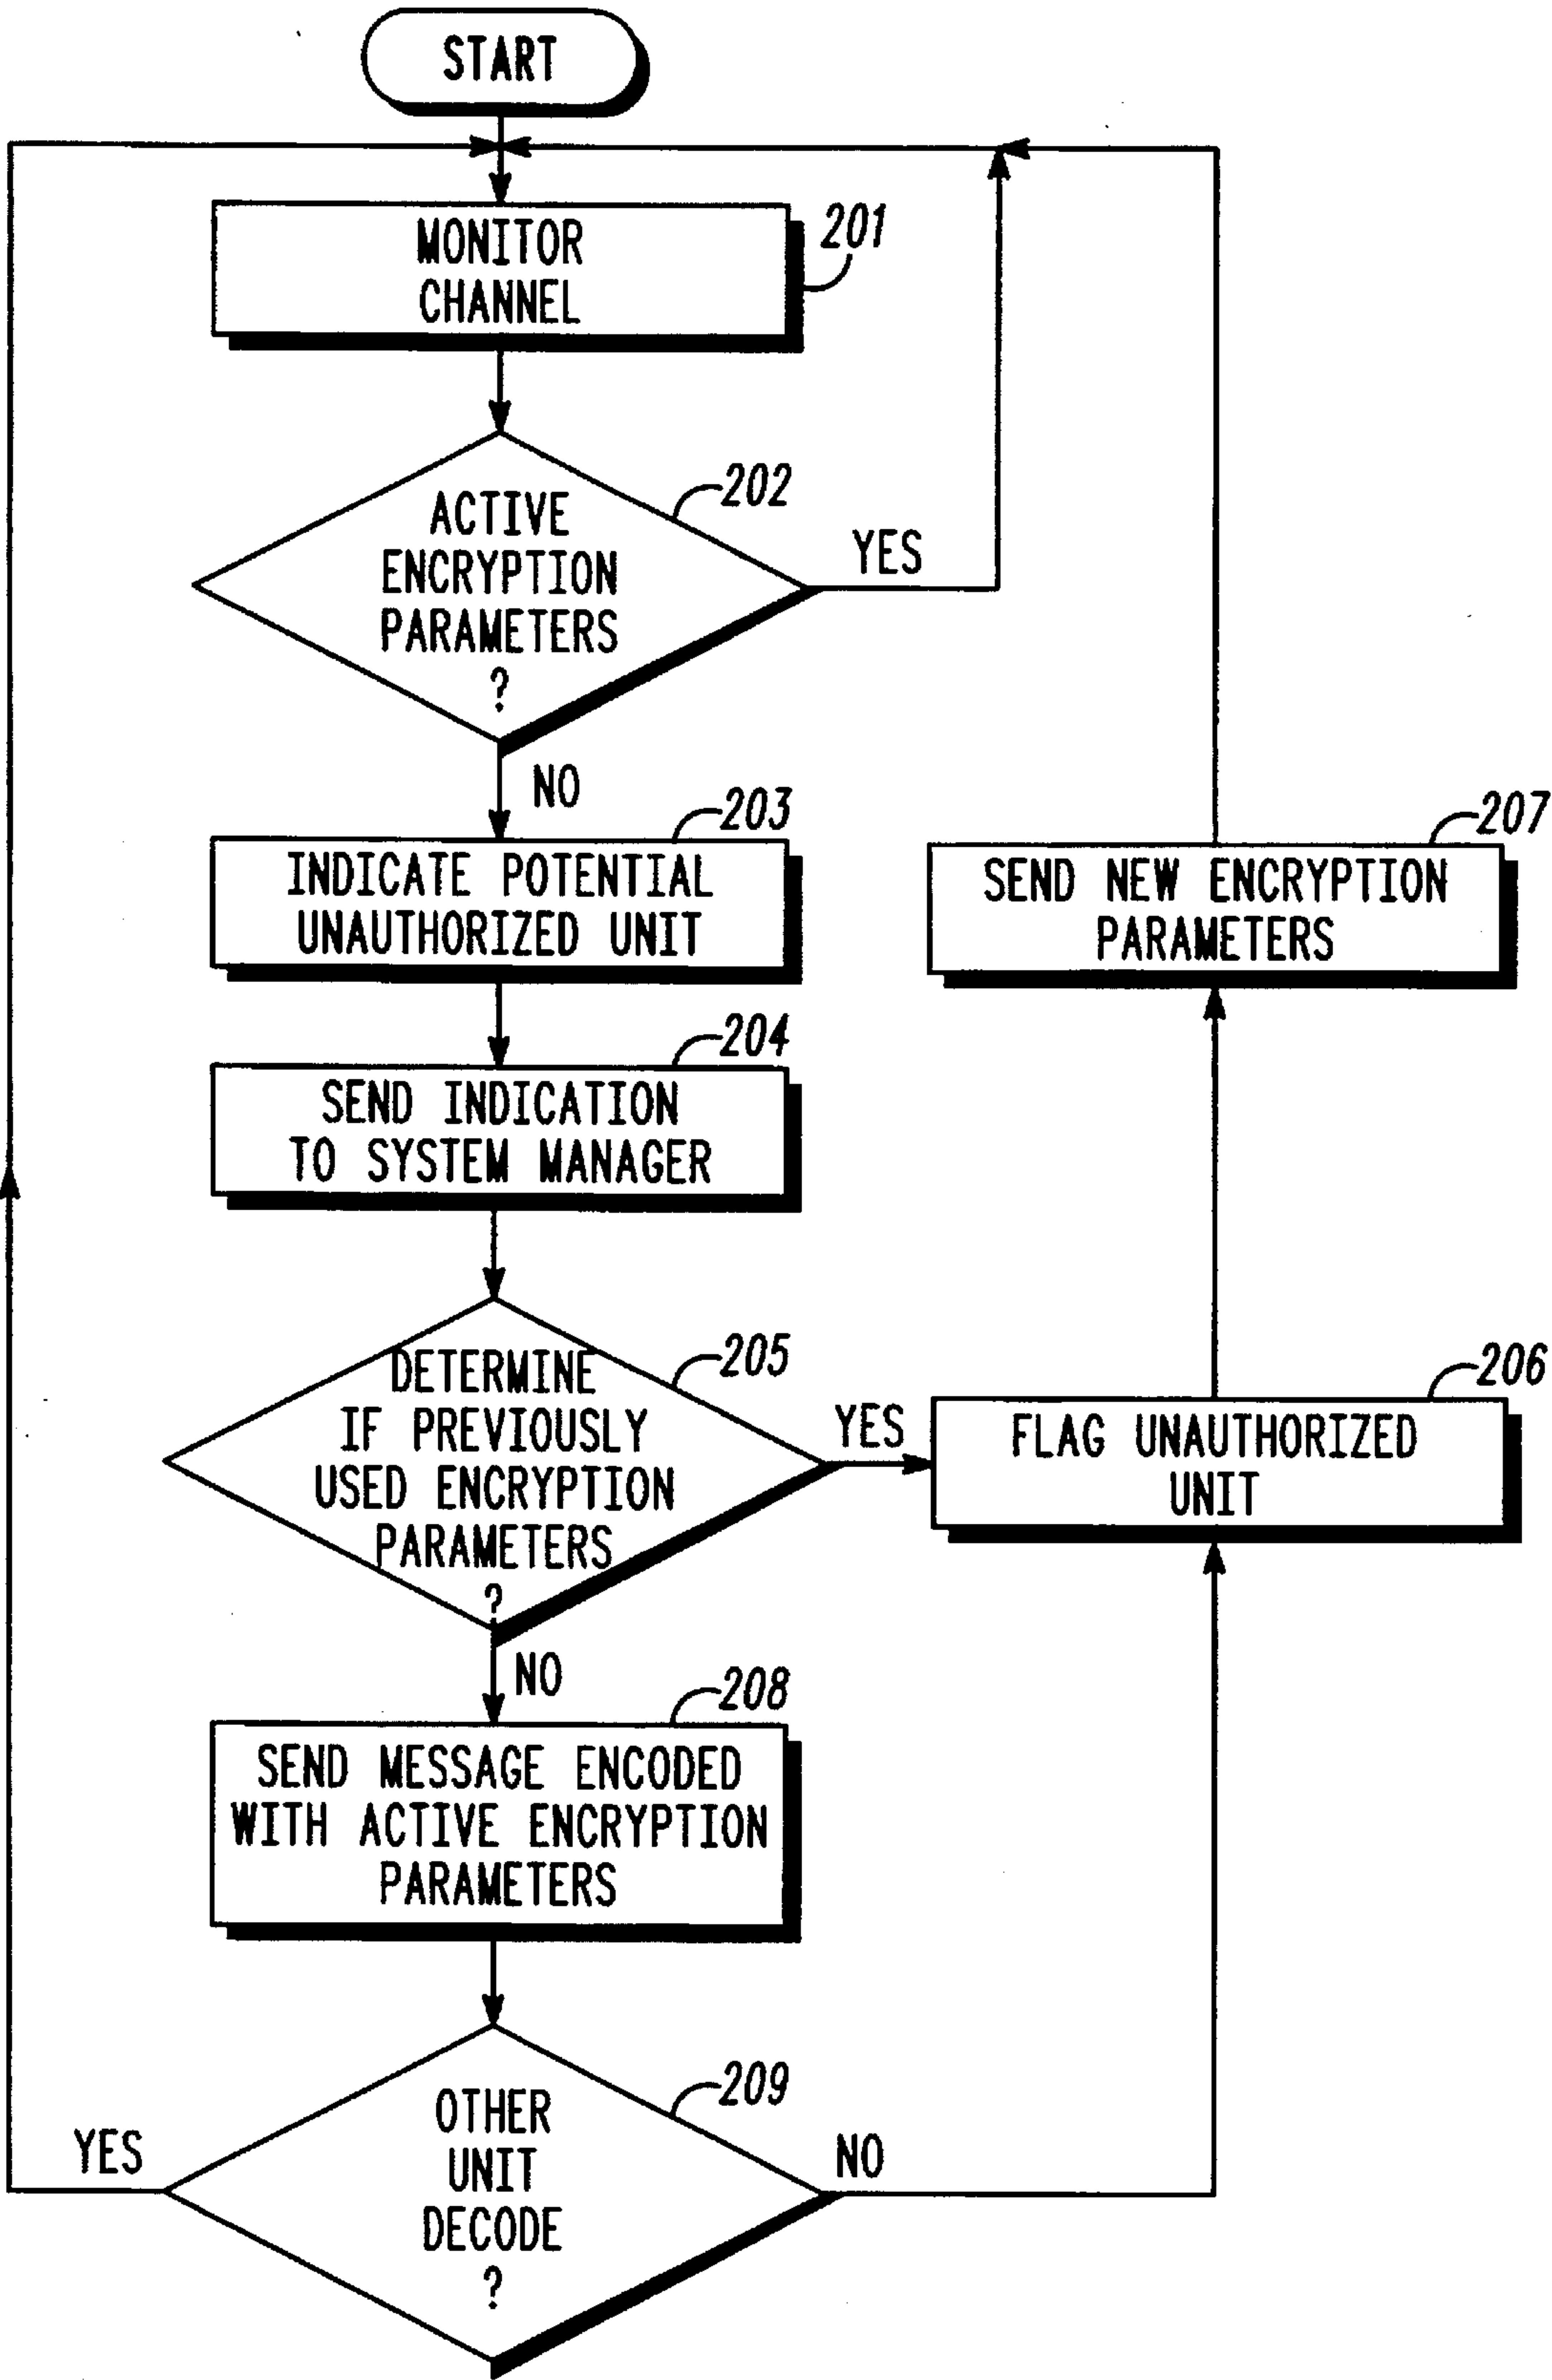 START
MONITOR
CHANNEL
201
ACTIVE
ENCRYPTION
PARAMETERS
?
202
YES
NO
INDICATE POTENTIAL
UNAUTHORIZED UNIT
203
SEND NEW ENCRYPTION
PARAMETERS
207
SEND INDICATION
TO SYSTEM MANAGER
204
DETERMINE
IF PREVIOUSLY
USED ENCRYPTION
PARAMETERS
?
205
YES
FLAG UNAUTHORIZED
UNIT
206
NO
SEND MESSAGE ENCODED
WITH ACTIVE ENCRYPTION
PARAMETERS
208
OTHER
UNIT
DECODE
?
209
YES
NO